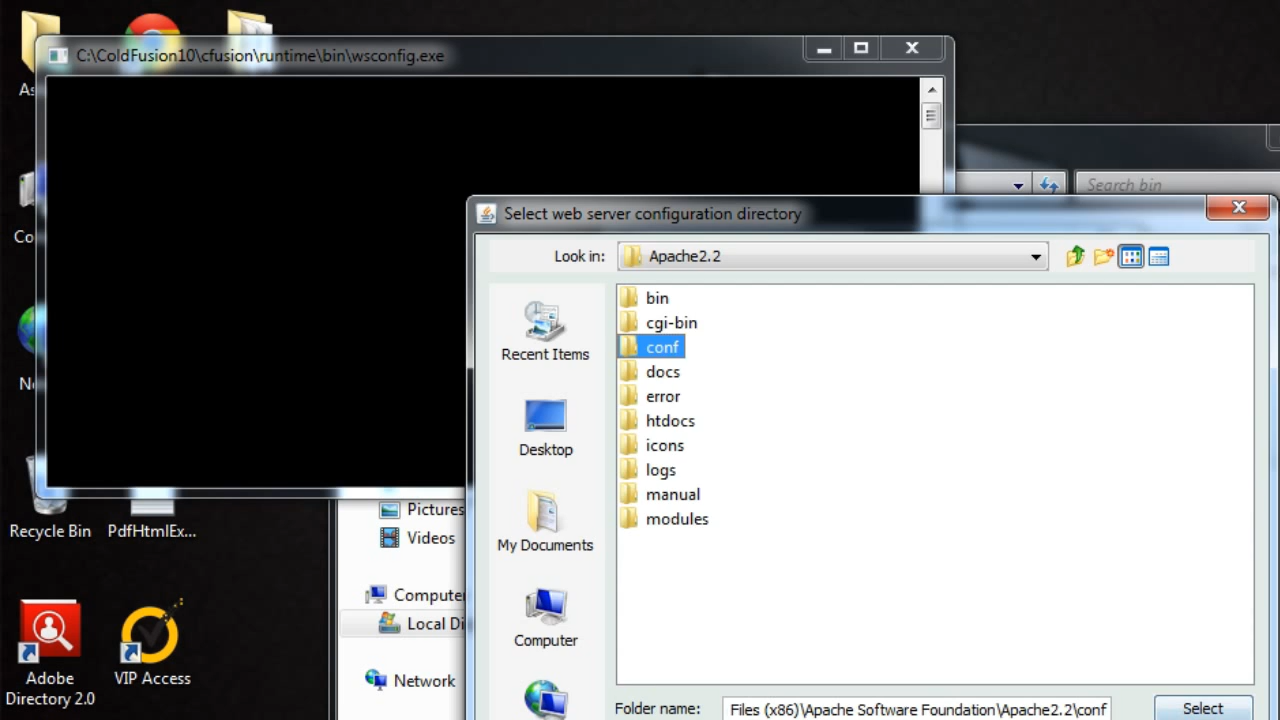 C:\ColdFusion10\cfusion\runtime\bin\wsconfig.exe
Search bin
Select web server configuration directory
Look in:
Apache2.2
bin
cgi-bin
conf
docs
error
htdocs
icons
logs
manual
modules
Recent Items
Desktop
My Documents
Computer
Folder name:
Files (x86)\Apache Software Foundation\Apache2.2\conf
Select
Pictures
Videos
Computer
Local Di
Network
Recycle Bin
PdfHtmlEx...
Adobe
Directory 2.0
VIP Access